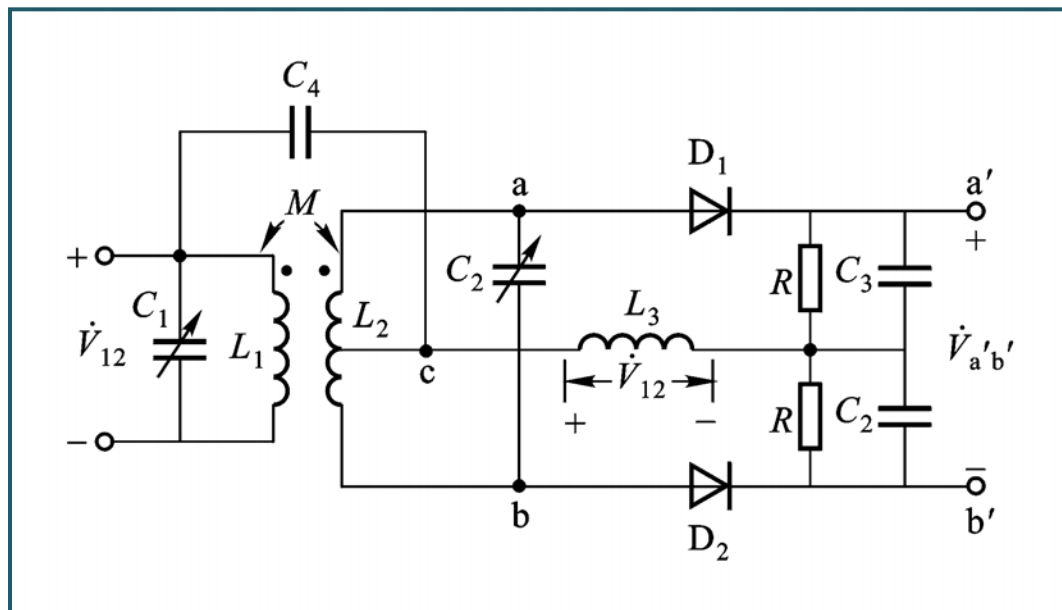 C₄
D₁
a a′
M +
+
C₁ C₂ L₃ R C₃
V̇₁₂ L₁ L₂ V̇ₐ′b′
c V̇₁₂
+ − R C₂
−
b − b′
D₂